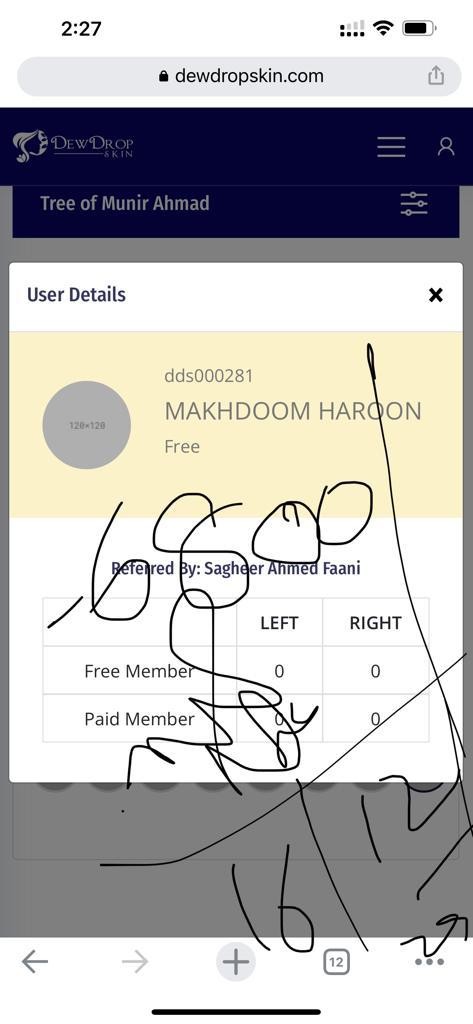 2:27
dewdropskin.com
DEWDROP
SKIN
Tree of Munir Ahmad
User Details
dds000281
120×120
MAKHDOOM HAROON
Free
Referred By: Sagheer Ahmed Faani
LEFT RIGHT
Free Member 0 0
Paid Member 0 0
12
16
12